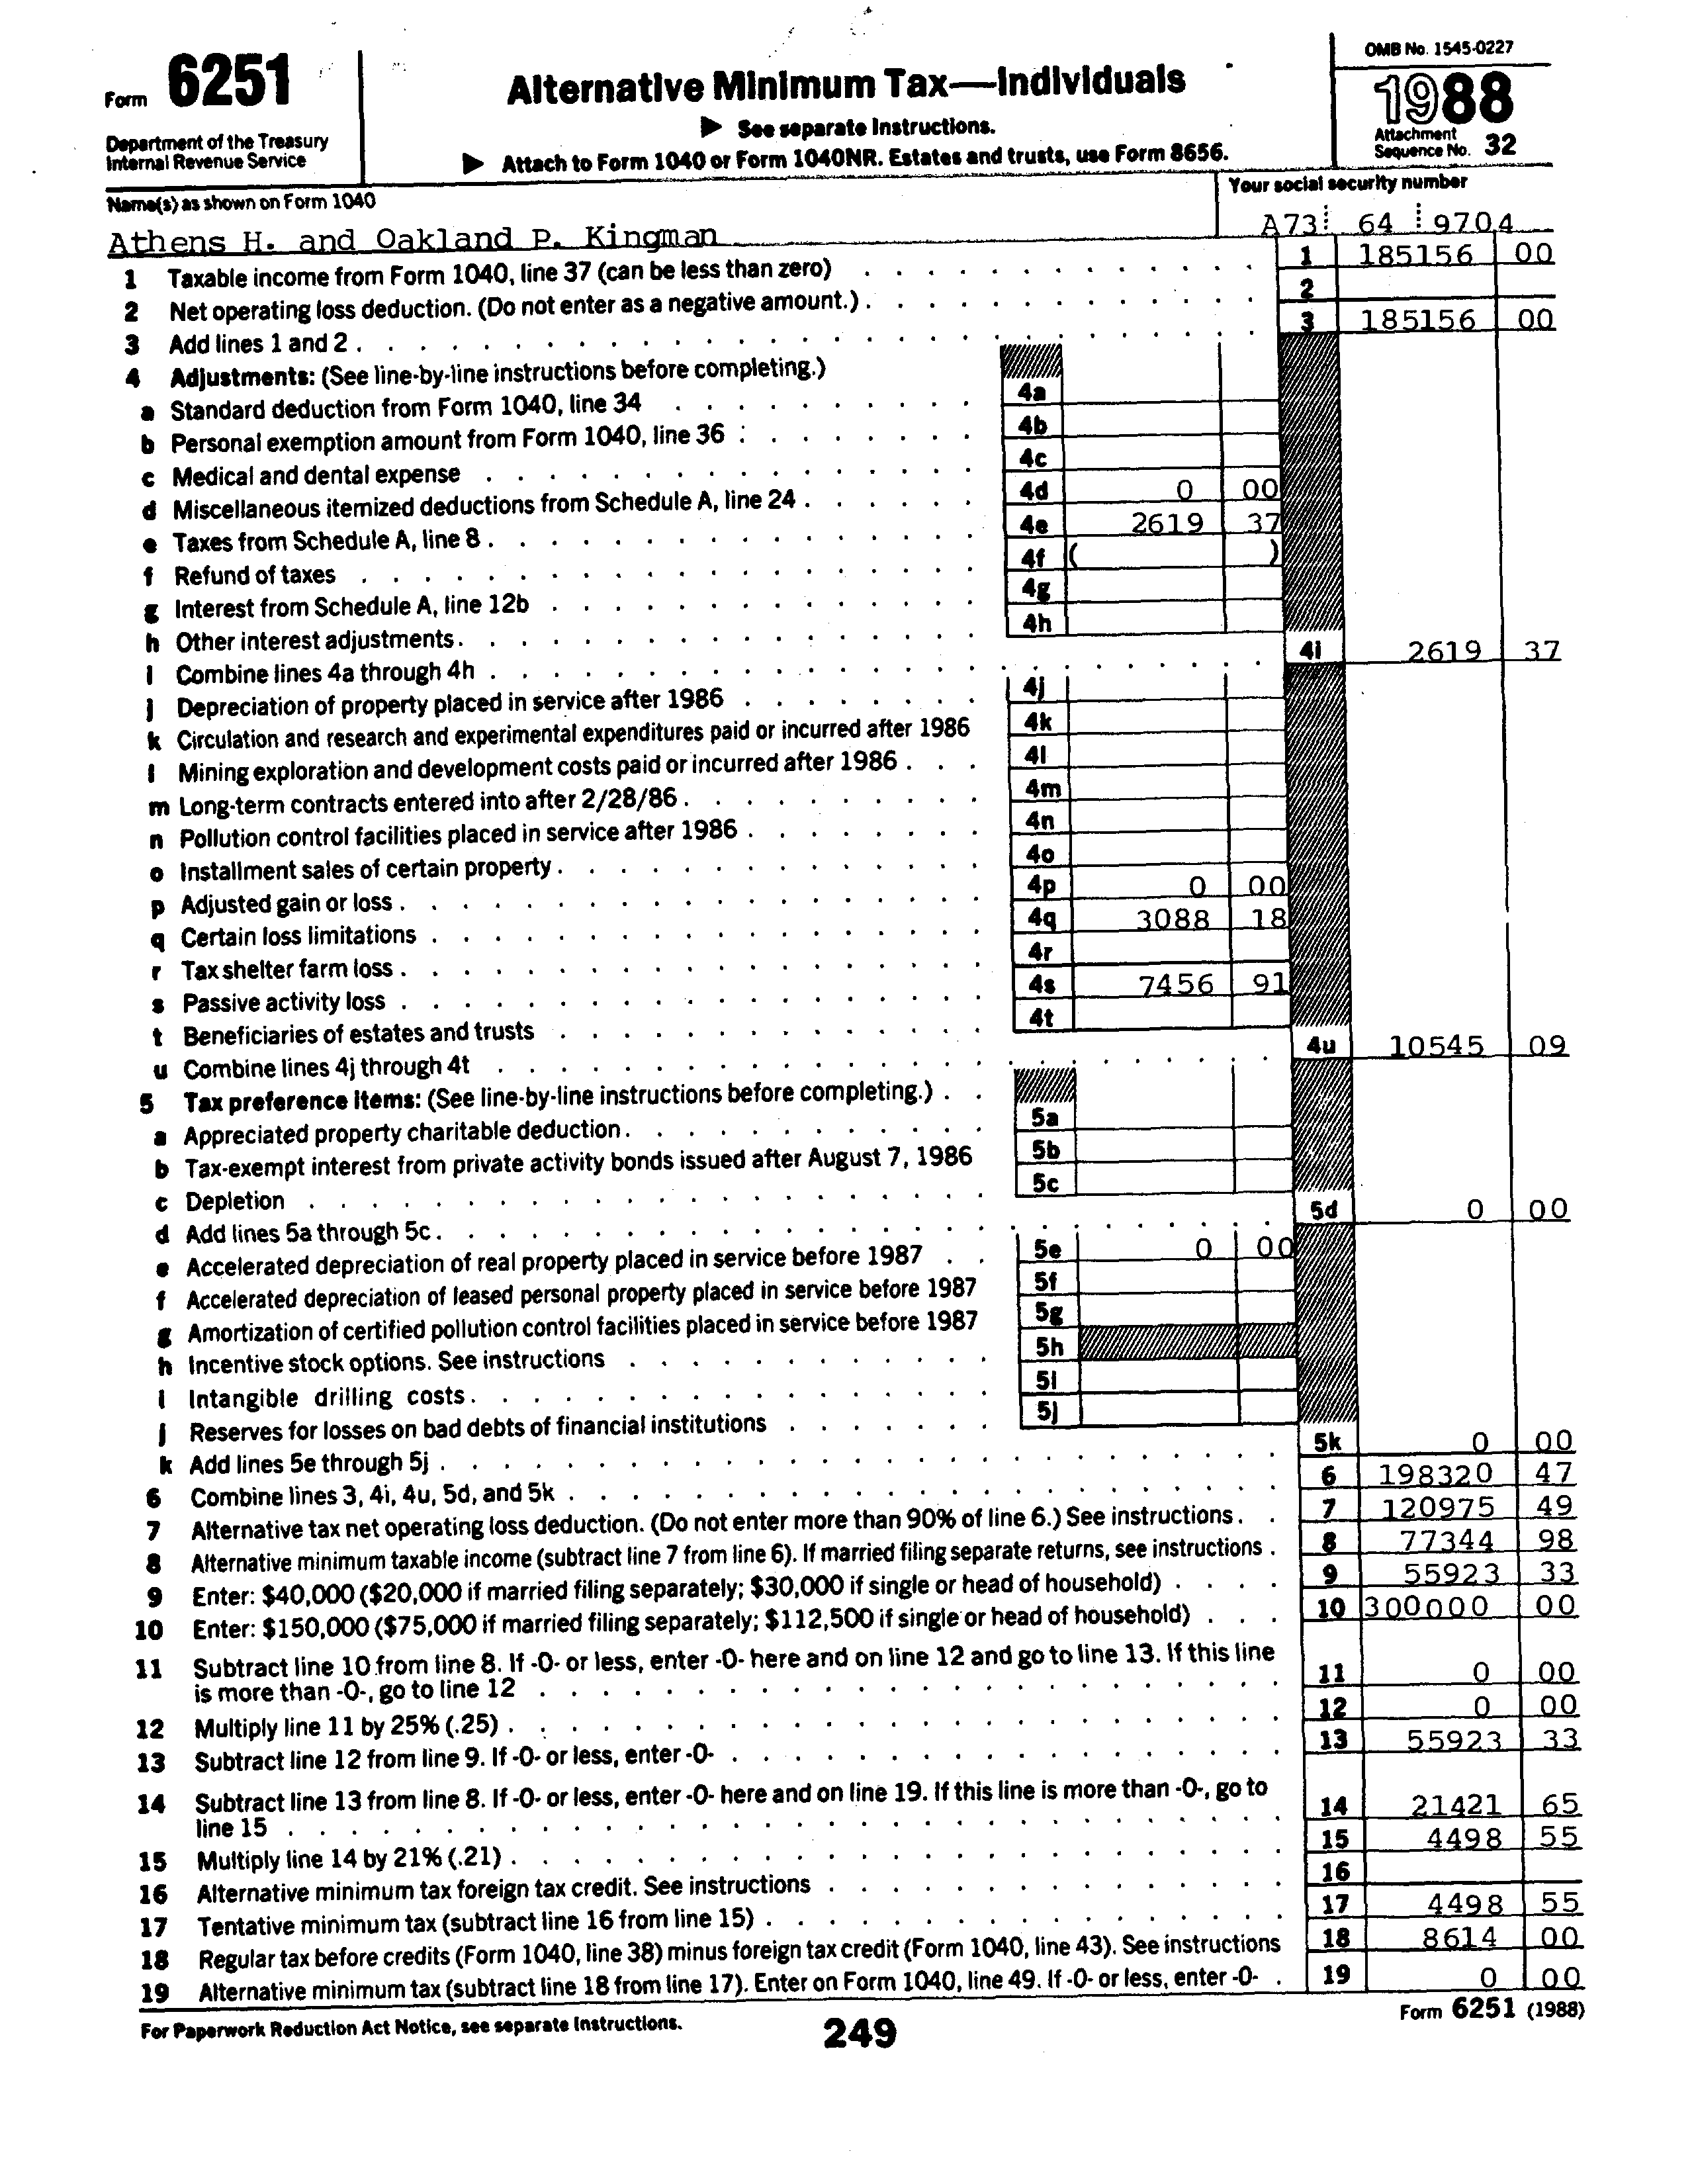 Form 6251
Department of the Treasury
Internal Revenue Service
Alternative Minimum Tax—Individuals
▶ See separate Instructions.
▶ Attach to Form 1040 or Form 1040NR. Estates and trusts, use Form 8656.
OMB No. 1545-0227
1988
Attachment
Sequence No. 32
Name(s) as shown on Form 1040
Your social security number
Athens H. and Oakland P. Kingman
A73 64 9704
1 Taxable income from Form 1040, line 37 (can be less than zero) 1 185156 00
2 Net operating loss deduction. (Do not enter as a negative amount.) 2
3 Add lines 1 and 2 3 185156 00
4 Adjustments: (See line-by-line instructions before completing.)
a Standard deduction from Form 1040, line 34 4a
b Personal exemption amount from Form 1040, line 36 4b
c Medical and dental expense 4c
d Miscellaneous itemized deductions from Schedule A, line 24 4d 0 00
e Taxes from Schedule A, line 8 4e 2619 37
f Refund of taxes 4f ( )
g Interest from Schedule A, line 12b 4g
h Other interest adjustments 4h
i Combine lines 4a through 4h 4i 2619 37
j Depreciation of property placed in service after 1986 4j
k Circulation and research and experimental expenditures paid or incurred after 1986 4k
l Mining exploration and development costs paid or incurred after 1986 4l
m Long-term contracts entered into after 2/28/86 4m
n Pollution control facilities placed in service after 1986 4n
o Installment sales of certain property 4o
p Adjusted gain or loss 4p 0 00
q Certain loss limitations 4q 3088 18
r Tax shelter farm loss 4r
s Passive activity loss 4s 7456 91
t Beneficiaries of estates and trusts 4t
u Combine lines 4j through 4t 4u 10545 09
5 Tax preference items: (See line-by-line instructions before completing.)
a Appreciated property charitable deduction 5a
b Tax-exempt interest from private activity bonds issued after August 7, 1986 5b
c Depletion 5c
d Add lines 5a through 5c 5d 0 00
e Accelerated depreciation of real property placed in service before 1987 5e 0 00
f Accelerated depreciation of leased personal property placed in service before 1987 5f
g Amortization of certified pollution control facilities placed in service before 1987 5g
h Incentive stock options. See instructions 5h
i Intangible drilling costs 5i
j Reserves for losses on bad debts of financial institutions 5j
k Add lines 5e through 5j 5k 0 00
6 Combine lines 3, 4i, 4u, 5d, and 5k 6 198320 47
7 Alternative tax net operating loss deduction. (Do not enter more than 90% of line 6.) See instructions 7 120975 49
8 Alternative minimum taxable income (subtract line 7 from line 6). If married filing separate returns, see instructions 8 77344 98
9 Enter: $40,000 ($20,000 if married filing separately; $30,000 if single or head of household) 9 55923 33
10 Enter: $150,000 ($75,000 if married filing separately; $112,500 if single or head of household) 10 300000 00
11 Subtract line 10 from line 8. If -0- or less, enter -0- here and on line 12 and go to line 13. If this line
is more than -0-, go to line 12 11 0 00
12 Multiply line 11 by 25% (.25) 12 0 00
13 Subtract line 12 from line 9. If -0- or less, enter -0- 13 55923 33
14 Subtract line 13 from line 8. If -0- or less, enter -0- here and on line 19. If this line is more than -0-, go to
line 15 14 21421 65
15 Multiply line 14 by 21% (.21) 15 4498 55
16 Alternative minimum tax foreign tax credit. See instructions 16
17 Tentative minimum tax (subtract line 16 from line 15) 17 4498 55
18 Regular tax before credits (Form 1040, line 38) minus foreign tax credit (Form 1040, line 43). See instructions 18 8614 00
19 Alternative minimum tax (subtract line 18 from line 17). Enter on Form 1040, line 49. If -0- or less, enter -0- 19 0 00
For Paperwork Reduction Act Notice, see separate Instructions.
249
Form 6251 (1988)